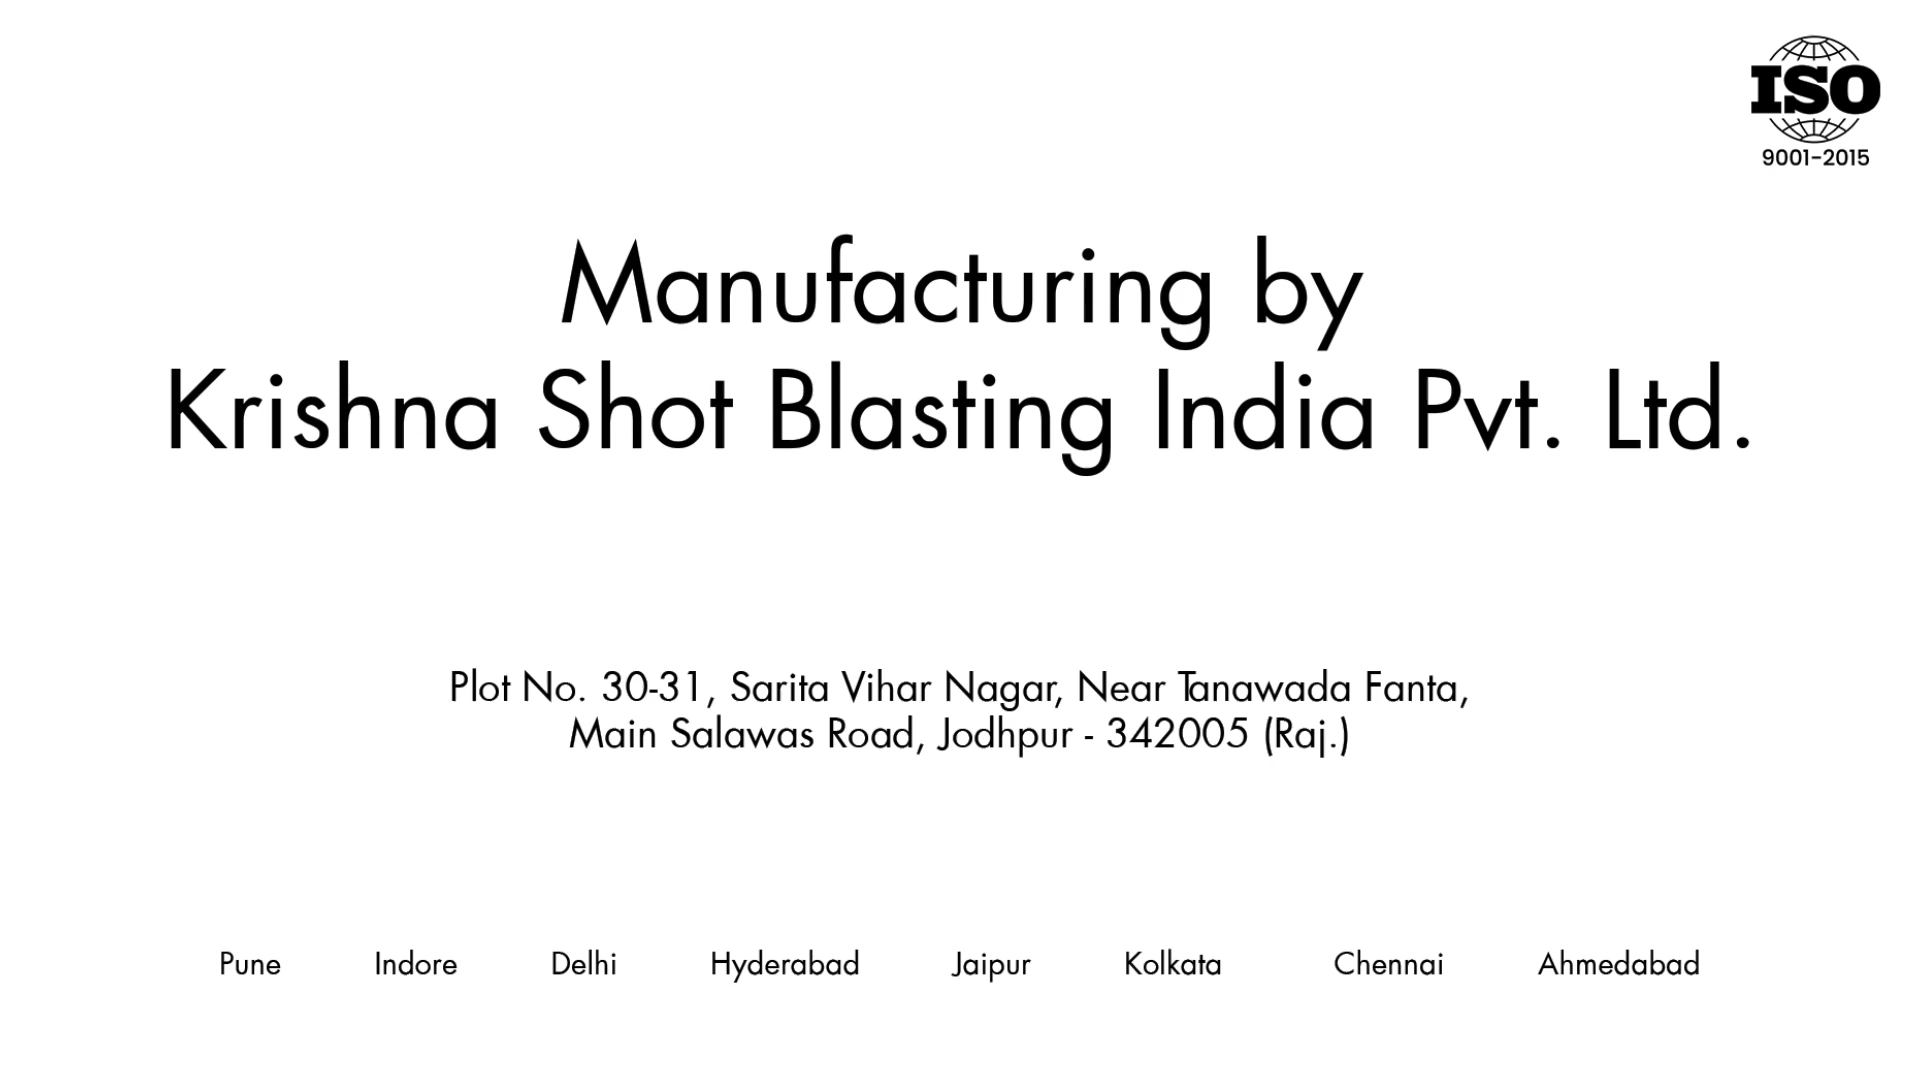 ISO
9001-2015
Manufacturing by
Krishna Shot Blasting India Pvt. Ltd.
Plot No. 30-31, Sarita Vihar Nagar, Near Tanawada Fanta,
Main Salawas Road, Jodhpur - 342005 (Raj.)
Pune Indore Delhi Hyderabad Jaipur Kolkata Chennai Ahmedabad